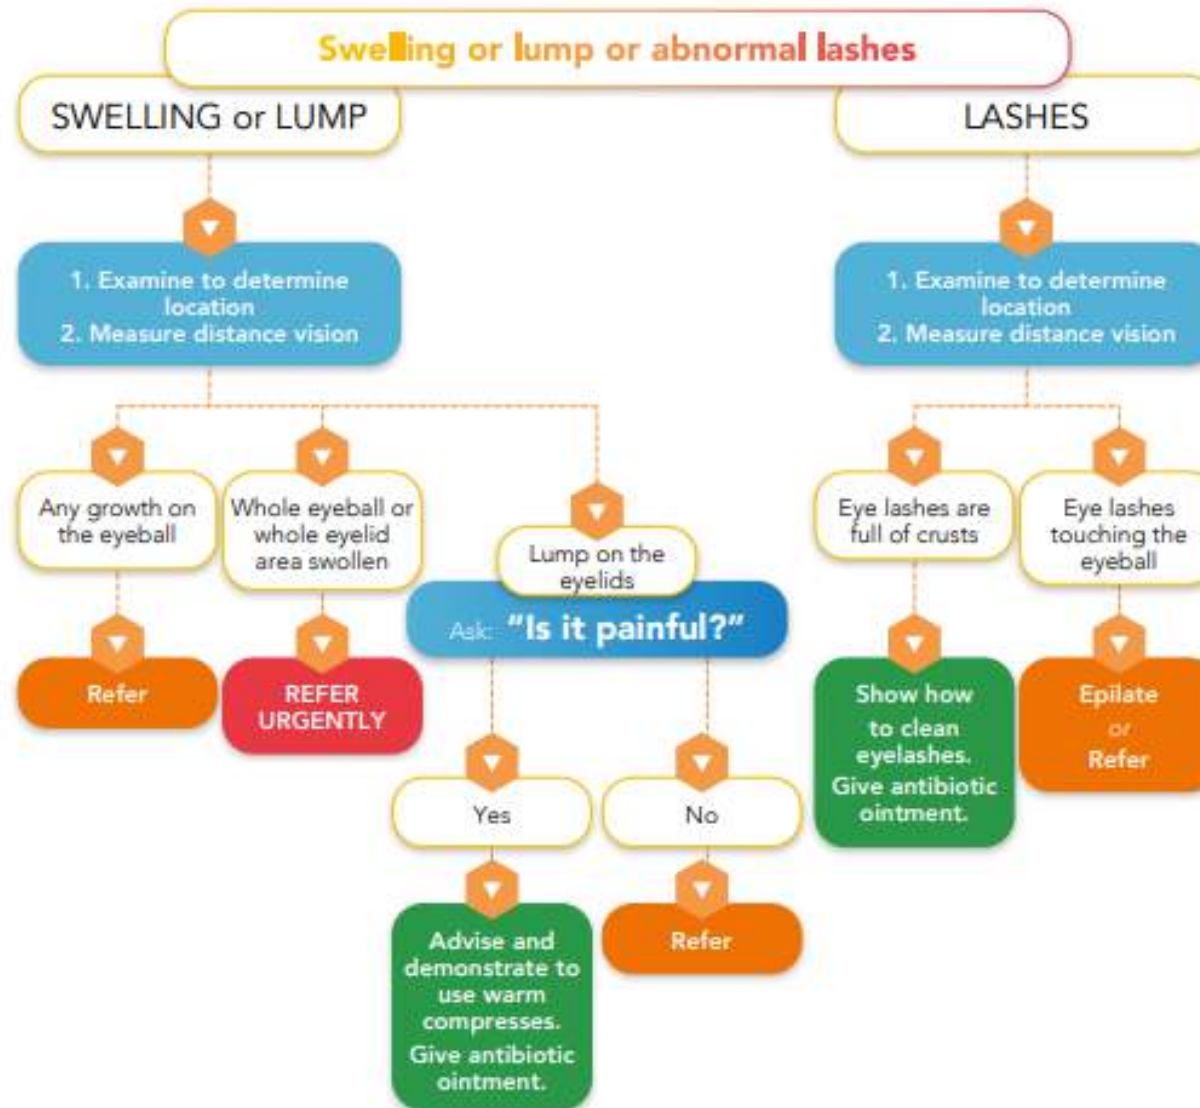 Swelling or lump or abnormal lashes
SWELLING or LUMP
1. Examine to determine
location
2. Measure distance vision
Any growth on
the eyeball
Refer
Whole eyeball or
whole eyelid
area swollen
REFER
URGENTLY
Lump on the
eyelids
Ask: "Is it painful?"
Yes
Advise and
demonstrate to
use warm
compresses.
Give antibiotic
ointment.
No
Refer
LASHES
1. Examine to determine
location
2. Measure distance vision
Eye lashes are
full of crusts
Show how
to clean
eyelashes.
Give antibiotic
ointment.
Eye lashes
touching the
eyeball
Epilate
or
Refer